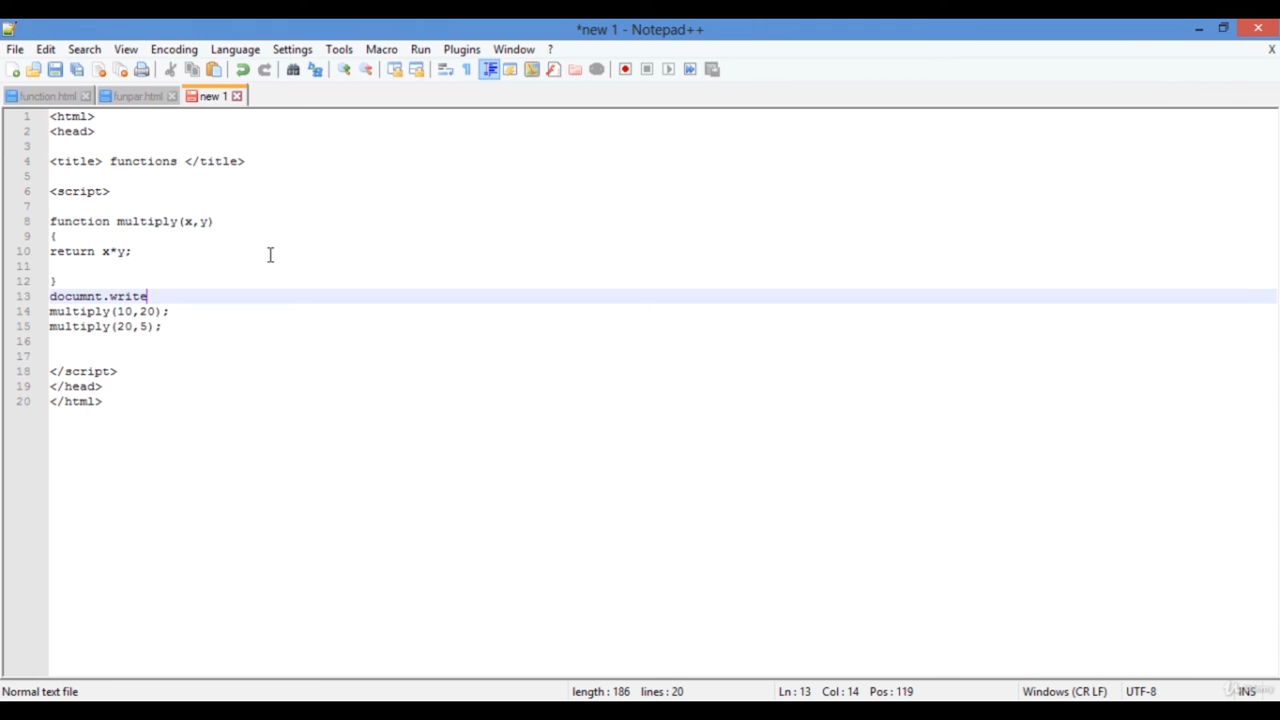 *new 1 - Notepad++
File Edit Search View Encoding Language Settings Tools Macro Run Plugins Window ? X
function.html funpar.html new 1
1 <html>
2 <head>
3
4 <title> functions </title>
5
6 <script>
7
8 function multiply(x,y)
9 {
10 return x*y;
11
12 }
13 documnt.write
14 multiply(10,20);
15 multiply(20,5);
16
17
18 </script>
19 </head>
20 </html>
Normal text file length : 186 lines : 20 Ln : 13 Col : 14 Pos : 119 Windows (CR LF) UTF-8 INS